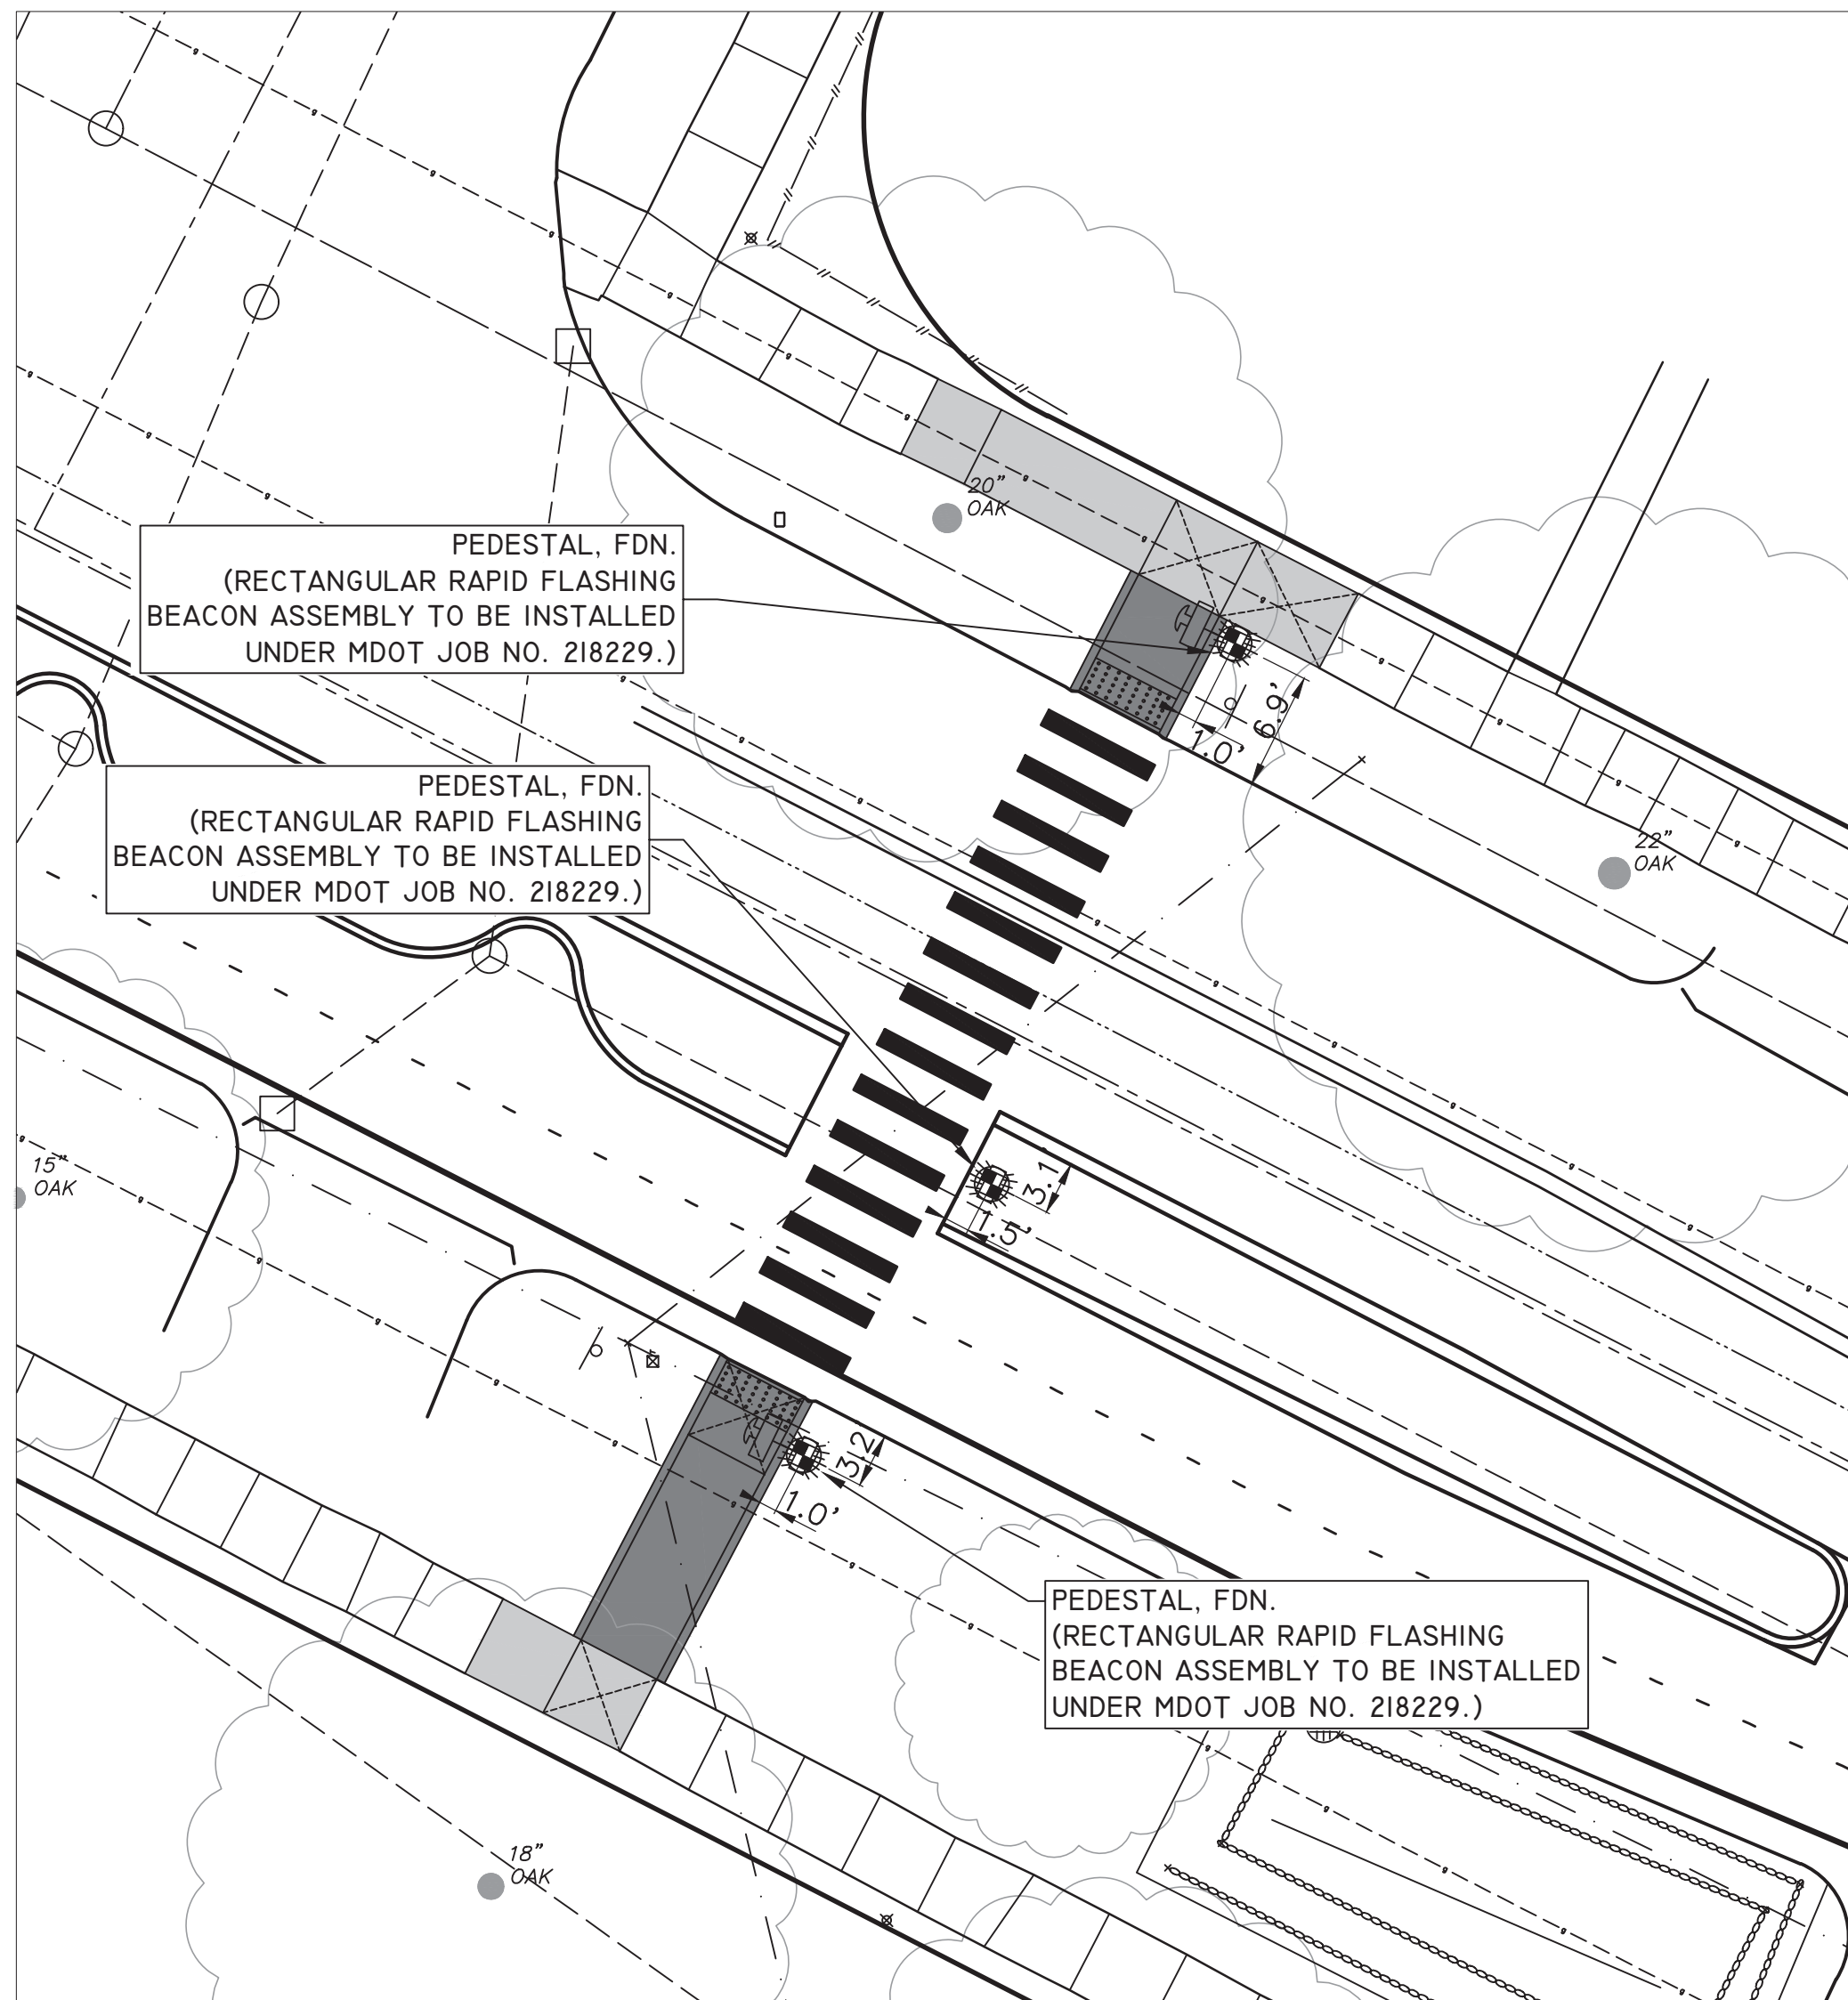 20”
OAK
PEDESTAL, FDN.
(RECTANGULAR RAPID FLASHING
BEACON ASSEMBLY TO BE INSTALLED
UNDER MDOT JOB NO. 218229.)
6.9’
1.0’
PEDESTAL, FDN.
(RECTANGULAR RAPID FLASHING
BEACON ASSEMBLY TO BE INSTALLED
UNDER MDOT JOB NO. 218229.)
22”
OAK
15”
OAK
3.1’
1.5’
3.2’
1.0’
PEDESTAL, FDN.
(RECTANGULAR RAPID FLASHING
BEACON ASSEMBLY TO BE INSTALLED
UNDER MDOT JOB NO. 218229.)
18”
OAK